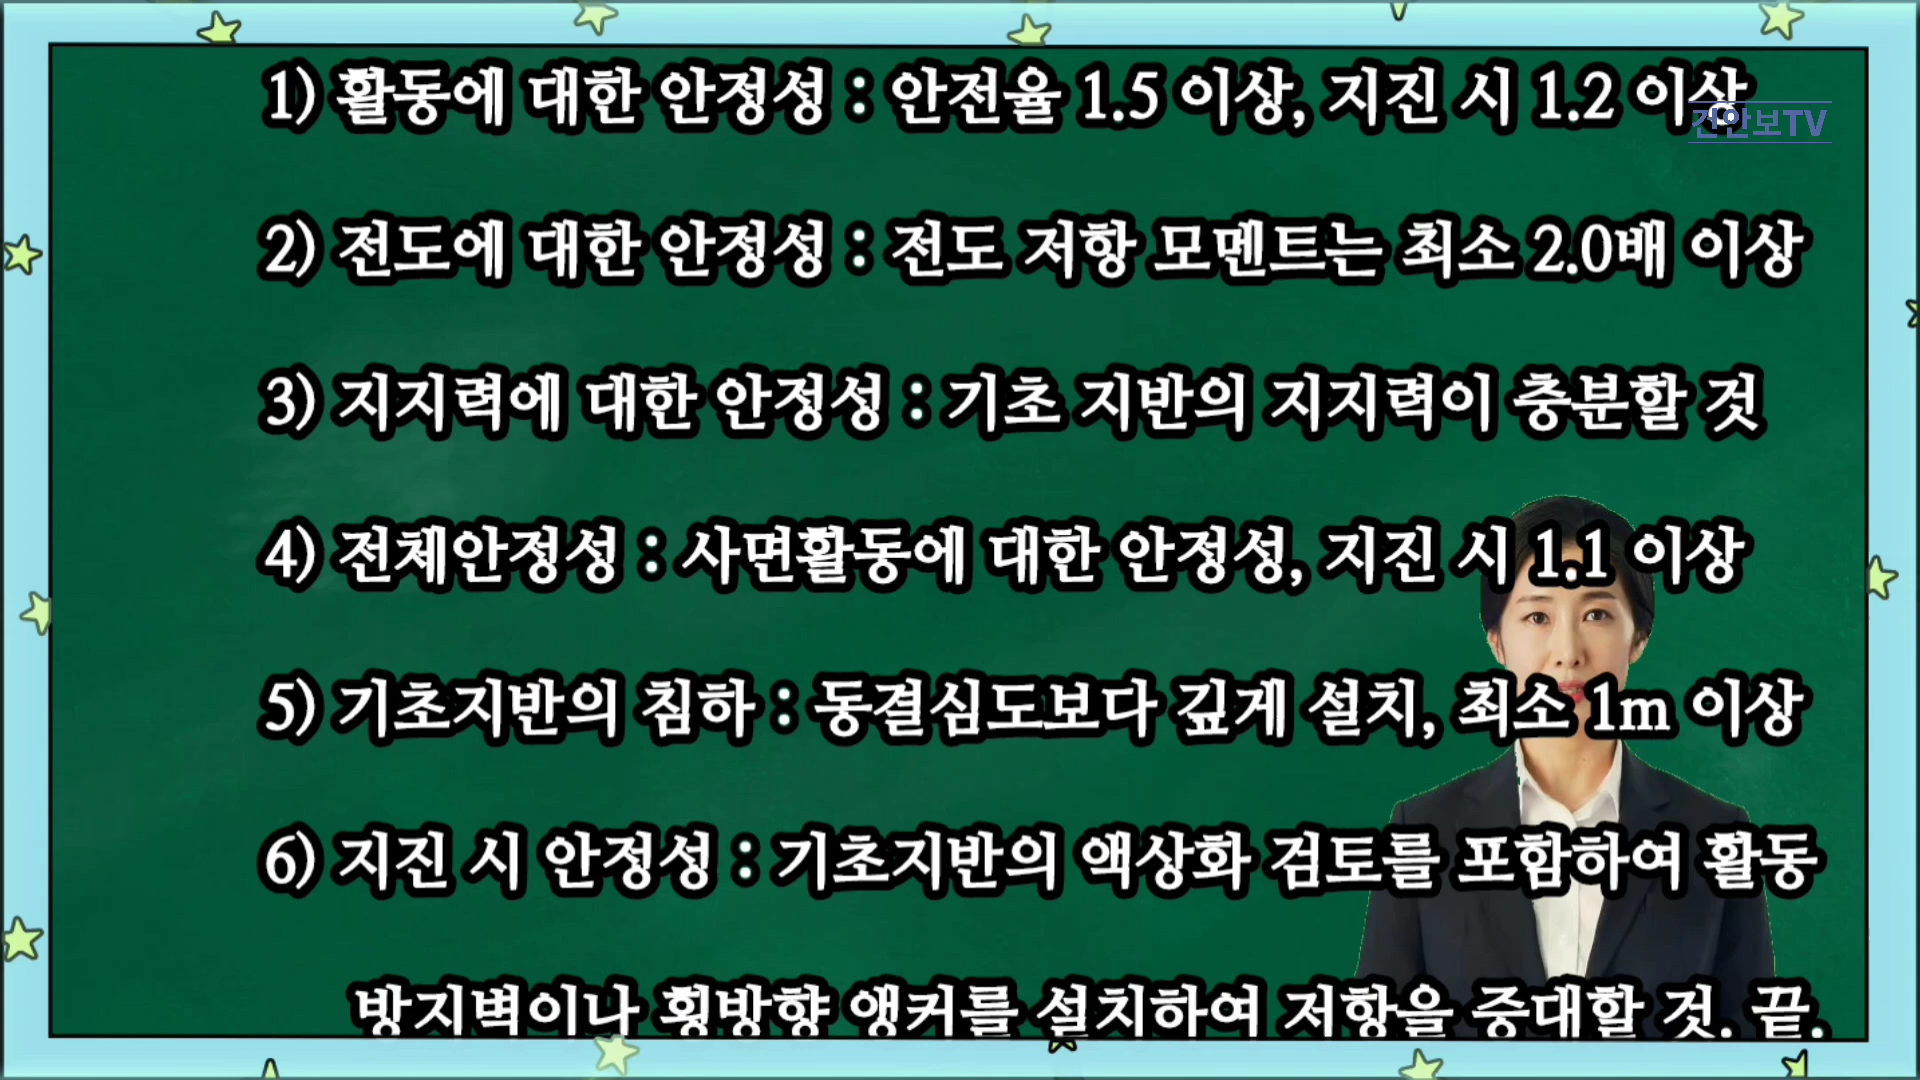 1) 활동에 대한 안정성 : 안전율 1.5 이상, 지진 시 1.2 이상
건안보TV
2) 전도에 대한 안정성 : 전도 저항 모멘트는 최소 2.0배 이상
3) 지지력에 대한 안정성 : 기초 지반의 지지력이 충분할 것
4) 전체안정성 : 사면활동에 대한 안정성, 지진 시 1.1 이상
5) 기초지반의 침하 : 동결심도보다 깊게 설치, 최소 1m 이상
6) 지진 시 안정성 : 기초지반의 액상화 검토를 포함하여 활동
방지벽이나 횡방향 앵커를 설치하여 저항을 증대할 것. 끝.